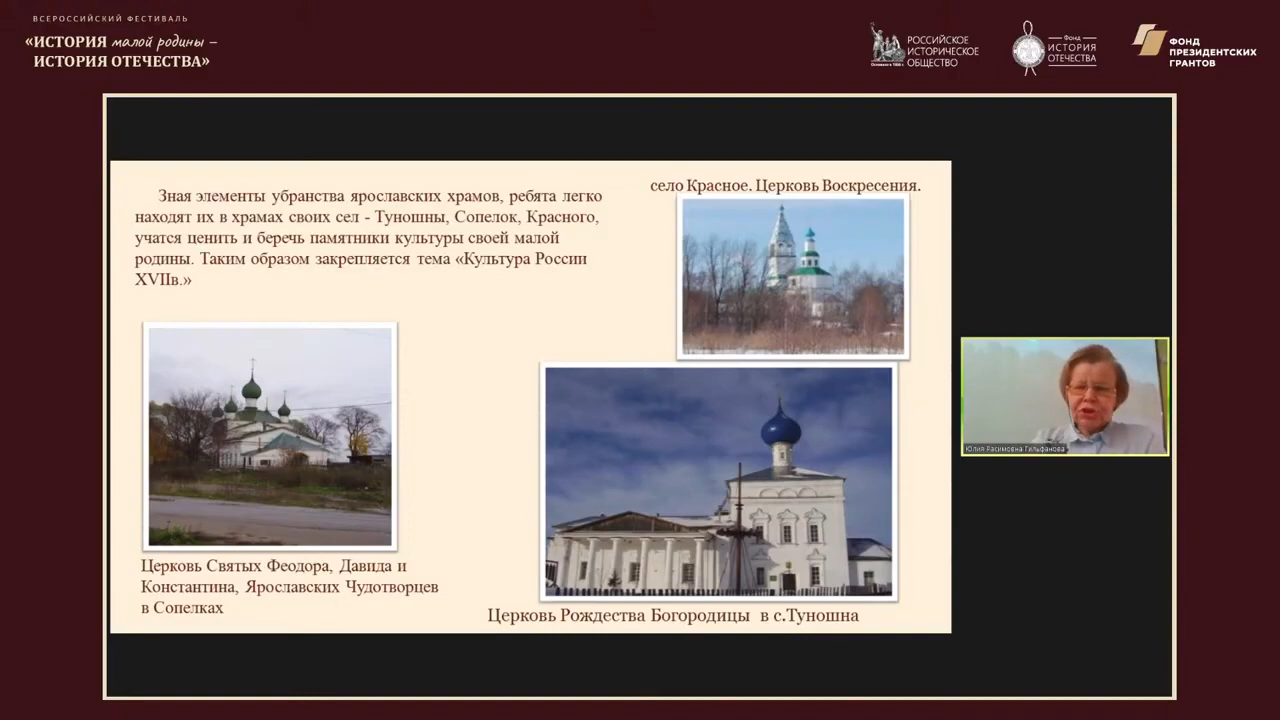 ВСЕРОССИЙСКИЙ ФЕСТИВАЛЬ
«ИСТОРИЯ малой родины –
ИСТОРИЯ ОТЕЧЕСТВА»
РОССИЙСКОЕ
ИСТОРИЧЕСКОЕ
ОБЩЕСТВО
Фонд
ИСТОРИЯ
ОТЕЧЕСТВА
ФОНД
ПРЕЗИДЕНТСКИХ
ГРАНТОВ
Зная элементы убранства ярославских храмов, ребята легко
находят их в храмах своих сел - Туношны, Сопелок, Красного,
учатся ценить и беречь памятники культуры своей малой
родины. Таким образом закрепляется тема «Культура России
XVIIв.»
село Красное. Церковь Воскресения.
Церковь Святых Феодора, Давида и
Константина, Ярославских Чудотворцев
в Сопелках
Церковь Рождества Богородицы в с.Туношна
Юлия Расимовна Гильфанова